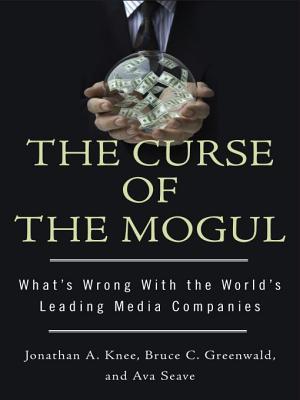 THE CURSE
OF
THE MOGUL
What's Wrong With the World's
Leading Media Companies
Jonathan A. Knee, Bruce C. Greenwald,
and Ava Seave